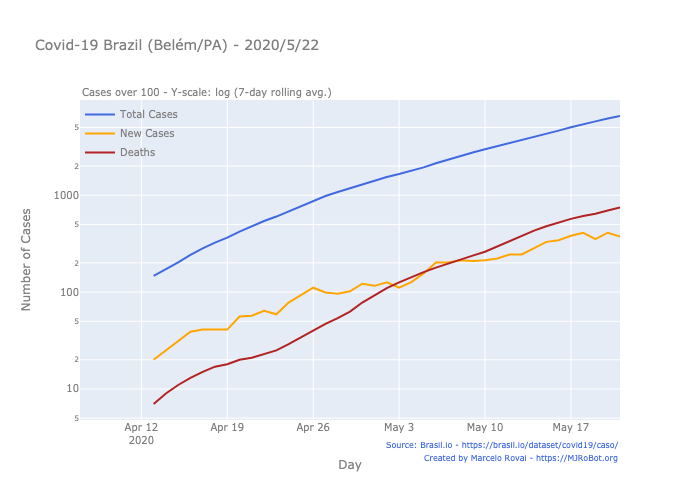 Covid-19 Brazil (Belém/PA) - 2020/5/22
Cases over 100 - Y-scale: log (7-day rolling avg.)
Total Cases
New Cases
Deaths
5
2
1000
5
2
100
5
2
10
5
Number of Cases
Apr 12
2020
Apr 19
Apr 26
May 3
May 10
May 17
Day
Source: Brasil.io - https://brasil.io/dataset/covid19/caso/
Created by Marcelo Rovai - https://MJRoBot.org